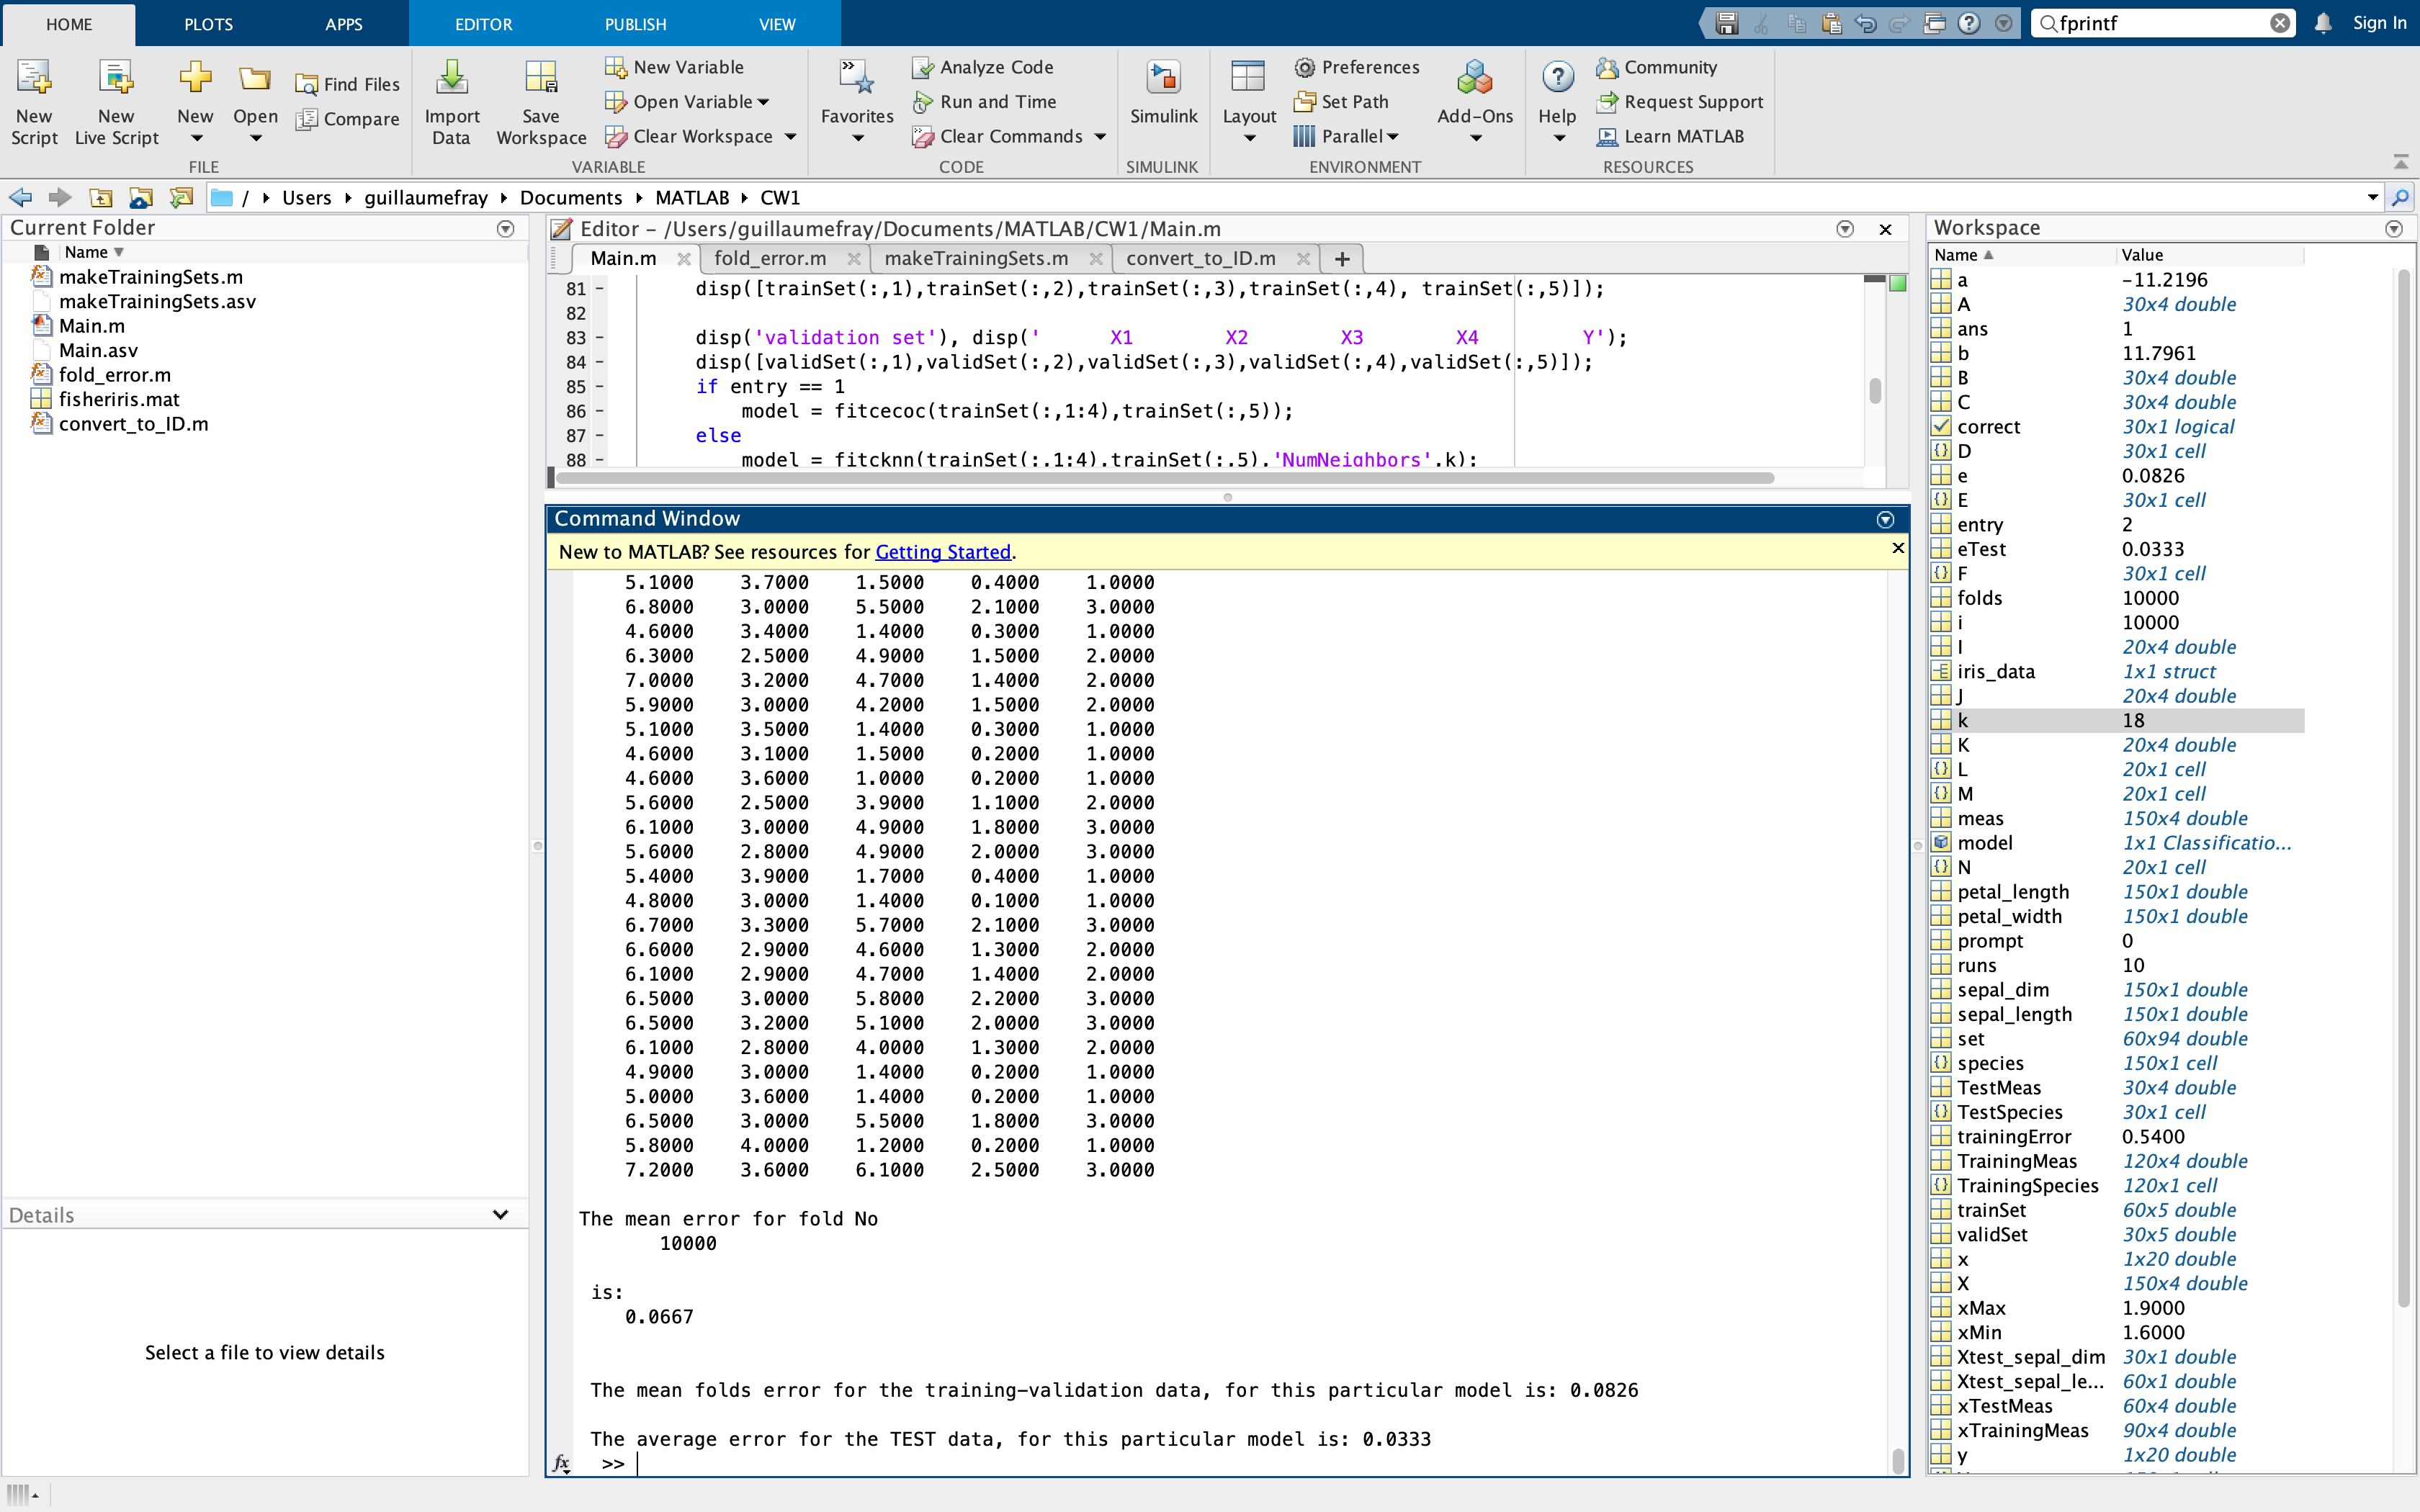 HOME PLOTS APPS EDITOR PUBLISH VIEW fprintf Sign In
New Script
New Live Script
New
Open
Find Files
Compare
FILE
Import Data
Save Workspace
New Variable
Open Variable
Clear Workspace
VARIABLE
Favorites
Analyze Code
Run and Time
Clear Commands
CODE
Simulink
SIMULINK
Layout
Preferences
Set Path
Parallel
Add-Ons
ENVIRONMENT
Help
Community
Request Support
Learn MATLAB
RESOURCES
/ Users guillaumefray Documents MATLAB CW1
Current Folder
Name
makeTrainingSets.m
makeTrainingSets.asv
Main.m
Main.asv
fold_error.m
fisheriris.mat
convert_to_ID.m
Details
Select a file to view details
Editor – /Users/guillaumefray/Documents/MATLAB/CW1/Main.m
Main.m fold_error.m makeTrainingSets.m convert_to_ID.m +
81 – disp([trainSet(:,1),trainSet(:,2),trainSet(:,3),trainSet(:,4), trainSet(:,5)]);
82
83 – disp('validation set'), disp(' X1 X2 X3 X4 Y');
84 – disp([validSet(:,1),validSet(:,2),validSet(:,3),validSet(:,4),validSet(:,5)]);
85 – if entry == 1
86 – model = fitcecoc(trainSet(:,1:4),trainSet(:,5));
87 – else
88 – model = fitcknn(trainSet(:,1:4),trainSet(:,5),'NumNeighbors',k);
Command Window
New to MATLAB? See resources for Getting Started.
5.1000 3.7000 1.5000 0.4000 1.0000
6.8000 3.0000 5.5000 2.1000 3.0000
4.6000 3.4000 1.4000 0.3000 1.0000
6.3000 2.5000 4.9000 1.5000 2.0000
7.0000 3.2000 4.7000 1.4000 2.0000
5.9000 3.0000 4.2000 1.5000 2.0000
5.1000 3.5000 1.4000 0.3000 1.0000
4.6000 3.1000 1.5000 0.2000 1.0000
4.6000 3.6000 1.0000 0.2000 1.0000
5.6000 2.5000 3.9000 1.1000 2.0000
6.1000 3.0000 4.9000 1.8000 3.0000
5.6000 2.8000 4.9000 2.0000 3.0000
5.4000 3.9000 1.7000 0.4000 1.0000
4.8000 3.0000 1.4000 0.1000 1.0000
6.7000 3.3000 5.7000 2.1000 3.0000
6.6000 2.9000 4.6000 1.3000 2.0000
6.1000 2.9000 4.7000 1.4000 2.0000
6.5000 3.0000 5.8000 2.2000 3.0000
6.5000 3.2000 5.1000 2.0000 3.0000
6.1000 2.8000 4.0000 1.3000 2.0000
4.9000 3.0000 1.4000 0.2000 1.0000
5.0000 3.6000 1.4000 0.2000 1.0000
6.5000 3.0000 5.5000 1.8000 3.0000
5.8000 4.0000 1.2000 0.2000 1.0000
7.2000 3.6000 6.1000 2.5000 3.0000
The mean error for fold No
10000
is:
0.0667
The mean folds error for the training-validation data, for this particular model is: 0.0826
The average error for the TEST data, for this particular model is: 0.0333
fx >>
Workspace
Name Value
a -11.2196
A 30x4 double
ans 1
b 11.7961
B 30x4 double
C 30x4 double
correct 30x1 logical
D 30x1 cell
e 0.0826
E 30x1 cell
entry 2
eTest 0.0333
F 30x1 cell
folds 10000
i 10000
I 20x4 double
iris_data 1x1 struct
J 20x4 double
k 18
K 20x4 double
L 20x1 cell
M 20x1 cell
meas 150x4 double
model 1x1 Classificatio...
N 20x1 cell
petal_length 150x1 double
petal_width 150x1 double
prompt 0
runs 10
sepal_dim 150x1 double
sepal_length 150x1 double
set 60x94 double
species 150x1 cell
TestMeas 30x4 double
TestSpecies 30x1 cell
trainingError 0.5400
TrainingMeas 120x4 double
TrainingSpecies 120x1 cell
trainSet 60x5 double
validSet 30x5 double
x 1x20 double
X 150x4 double
xMax 1.9000
xMin 1.6000
Xtest_sepal_dim 30x1 double
Xtest_sepal_le... 60x1 double
xTestMeas 60x4 double
xTrainingMeas 90x4 double
y 1x20 double